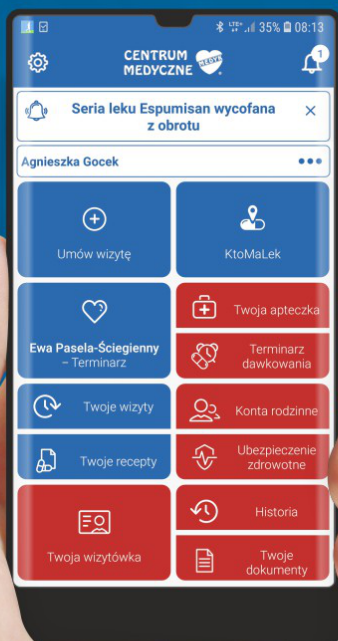 LTE+ 35% 08:13
CENTRUM
MEDYCZNE MEDYK
1
Seria leku Espumisan wycofana
z obrotu
Agnieszka Gocek
Umów wizytę
KtoMaLek
Ewa Pasela-Ściegienny
– Terminarz
Twoja apteczka
Terminarz
dawkowania
Twoje wizyty
Konta rodzinne
Twoje recepty
Ubezpieczenie
zdrowotne
Twoja wizytówka
Historia
Twoje
dokumenty